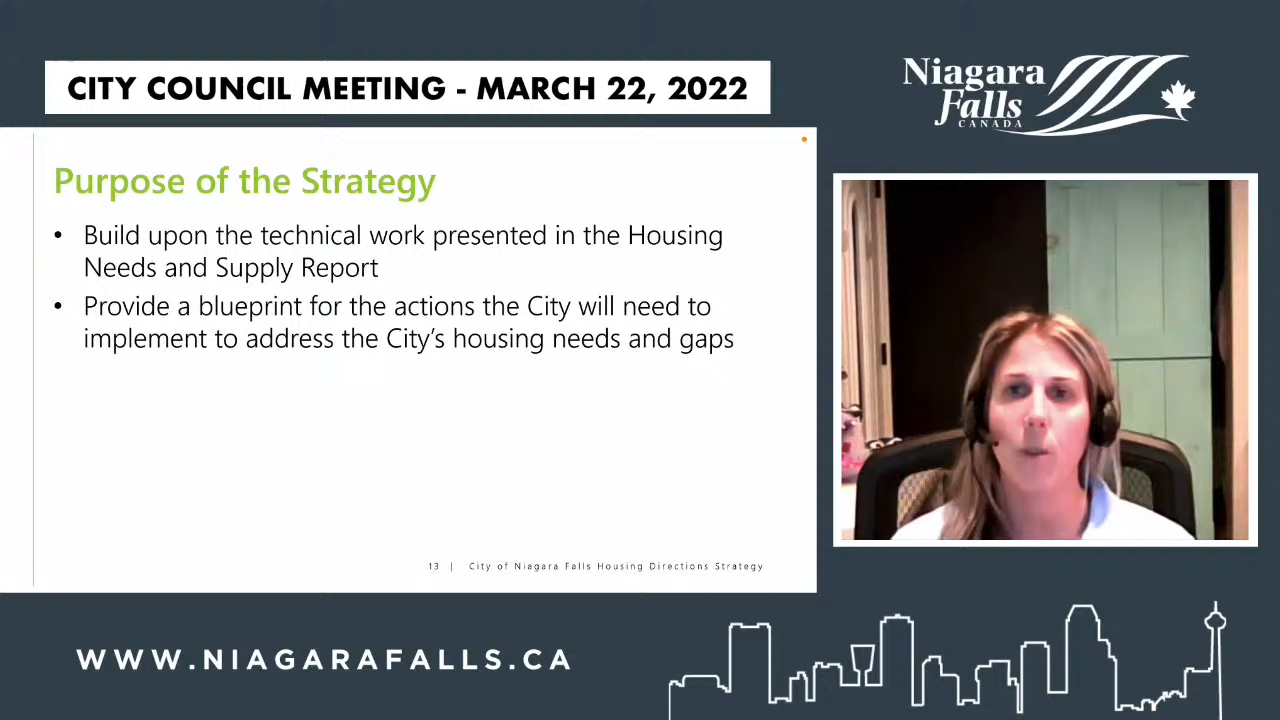 CITY COUNCIL MEETING - MARCH 22, 2022
Niagara
Falls
CANADA
Purpose of the Strategy
• Build upon the technical work presented in the Housing
Needs and Supply Report
• Provide a blueprint for the actions the City will need to
implement to address the City's housing needs and gaps
13 | City of Niagara Falls Housing Directions Strategy
WWW.NIAGARAFALLS.CA